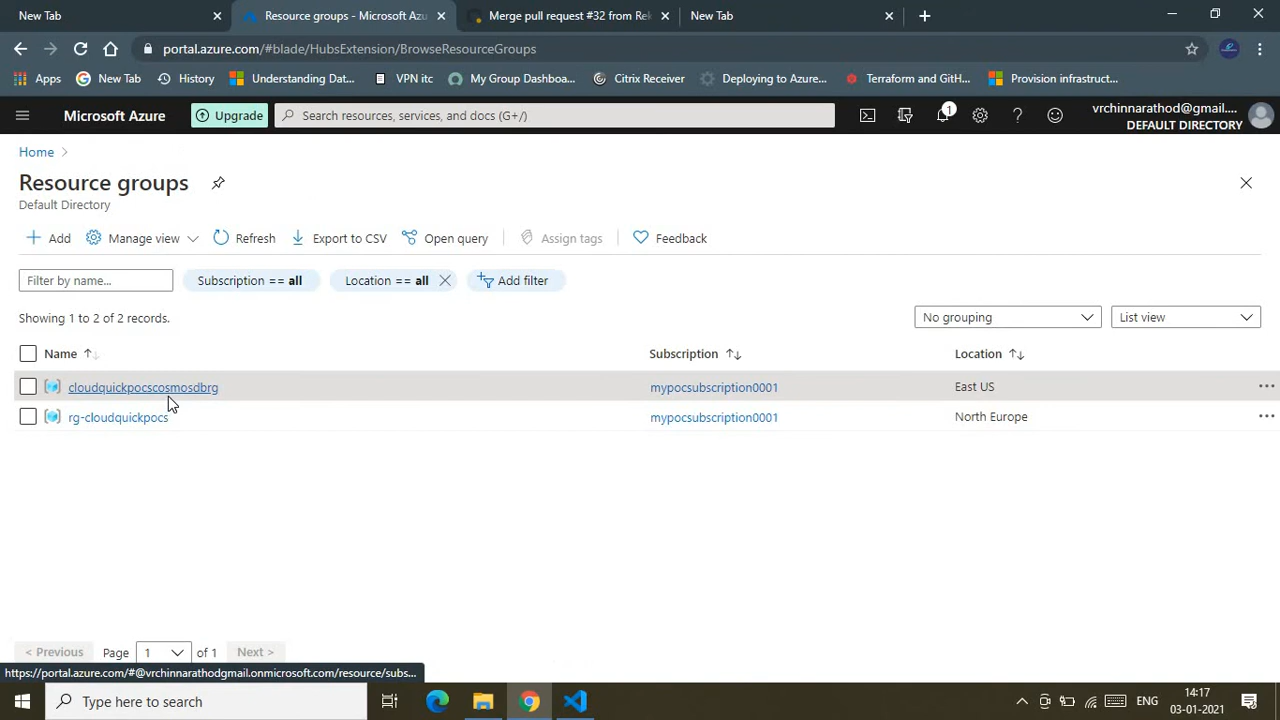 New Tab
Resource groups - Microsoft Azu
Merge pull request #32 from Rek
New Tab
portal.azure.com/#blade/HubsExtension/BrowseResourceGroups
Apps
New Tab
History
Understanding Dat...
VPN itc
My Group Dashboa...
Citrix Receiver
Deploying to Azure...
Terraform and GitH...
Provision infrastruct...
Microsoft Azure
Upgrade
Search resources, services, and docs (G+/)
1
vrchinnarathod@gmail....
DEFAULT DIRECTORY
Home
Resource groups
Default Directory
Add
Manage view
Refresh
Export to CSV
Open query
Assign tags
Feedback
Filter by name...
Subscription == all
Location == all
Add filter
Showing 1 to 2 of 2 records.
No grouping
List view
Name
Subscription
Location
cloudquickpocscosmosdbrg
mypocsubscription0001
East US
rg-cloudquickpocs
mypocsubscription0001
North Europe
< Previous
Page
1
of 1
Next >
https://portal.azure.com/#@vrchinnarathodgmail.onmicrosoft.com/resource/subs...
Type here to search
ENG
14:17
03-01-2021